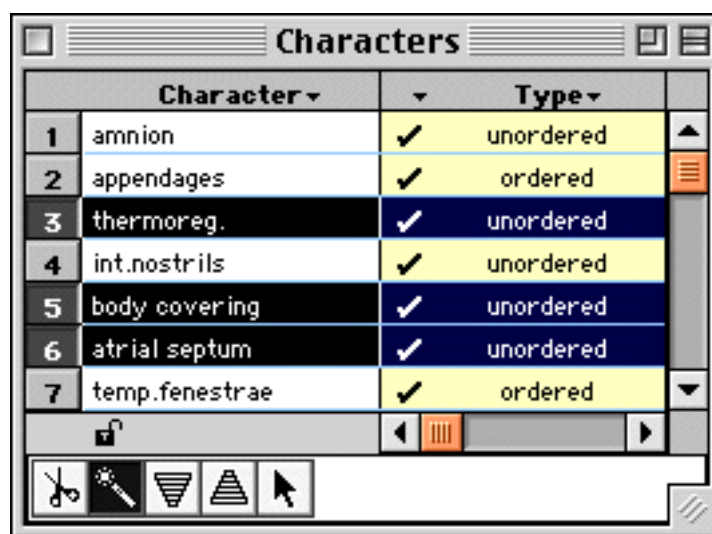 Characters
Character Type
1 amnion ✓ unordered
2 appendages ✓ ordered
3 thermoreg. ✓ unordered
4 int.nostrils ✓ unordered
5 body covering ✓ unordered
6 atrial septum ✓ unordered
7 temp.fenestrae ✓ ordered